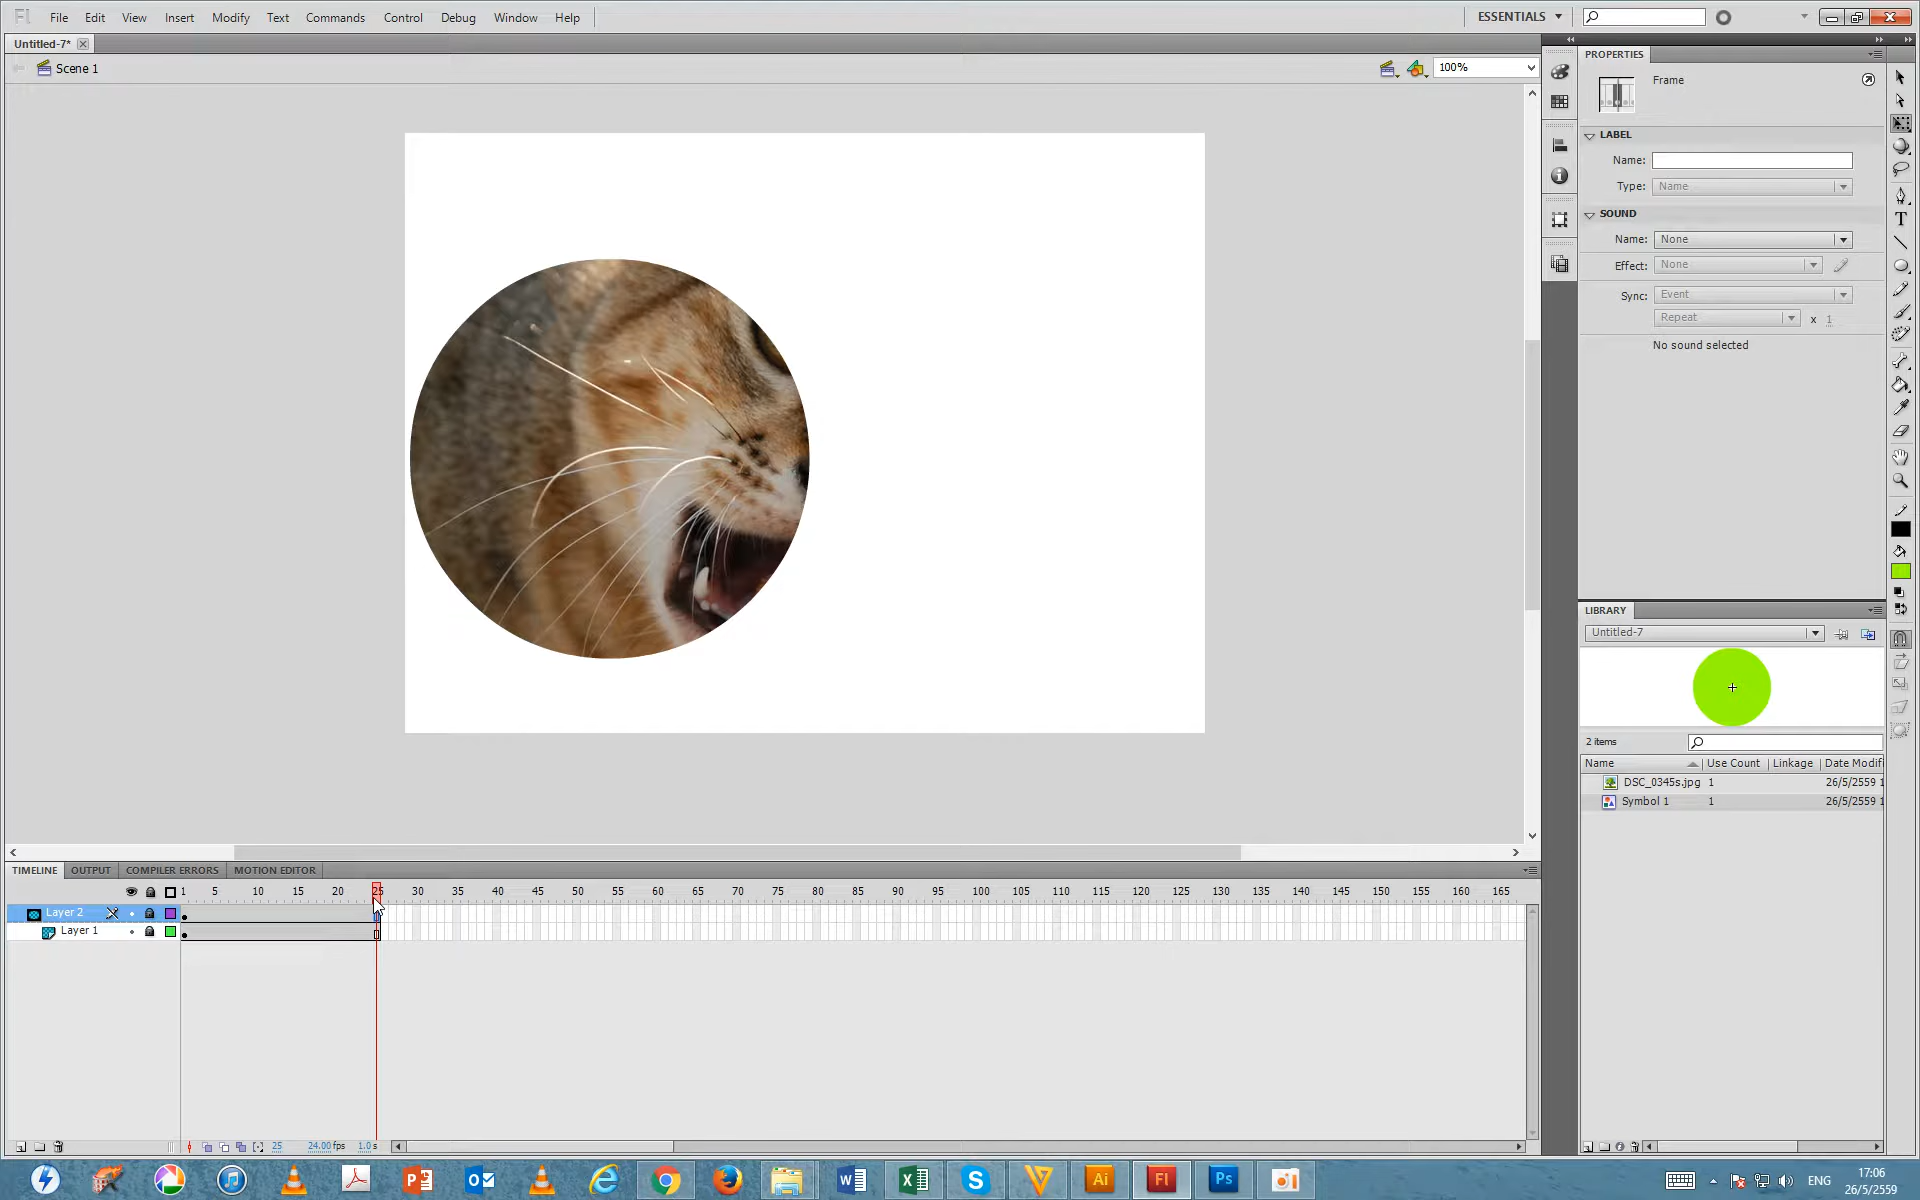 Fl File Edit View Insert Modify Text Commands Control Debug Window Help ESSENTIALS
Untitled-7*
Scene 1 100%
PROPERTIES
Frame
LABEL
Name:
Type: Name
SOUND
Name: None
Effect: None
Sync: Event
Repeat x 1
No sound selected
LIBRARY
Untitled-7
2 items
Name Use Count Linkage Date Modifi
DSC_0345s.jpg 1 26/5/2559 1
Symbol 1 1 26/5/2559 1
TIMELINE OUTPUT COMPILER ERRORS MOTION EDITOR
1 5 10 15 20 25 30 35 40 45 50 55 60 65 70 75 80 85 90 95 100 105 110 115 120 125 130 135 140 145 150 155 160 165
Layer 2
Layer 1
25 24.00 fps 1.0 s
ENG
17:06
26/5/2559